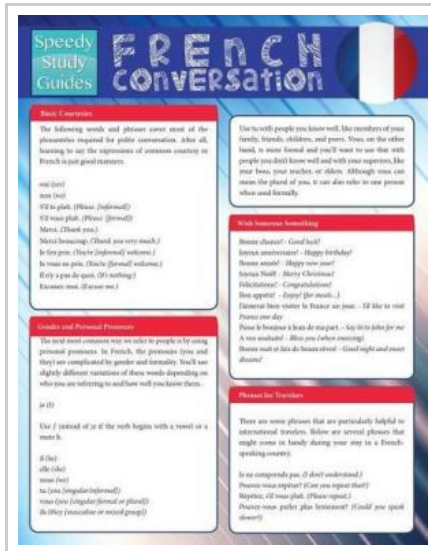 Speedy
Study
Guides
FRENCH
CONVERSATION
Basic Courtesies
The following words and phrases cover most of the
pleasantries required for polite conversation. After all,
learning to say the expressions of common courtesy in
French is just good manners.
oui (yes)
non (no)
S'il te plaît. (Please. [informal])
S'il vous plaît. (Please. [formal])
Merci. (Thank you.)
Merci beaucoup. (Thank you very much.)
Je t'en prie. (You're [informal] welcome.)
Je vous en prie. (You're [formal] welcome.)
Il n'y a pas de quoi. (It's nothing.)
Excusez-moi. (Excuse me.)
Gender and Personal Pronouns
The next most common way we refer to people is by using
personal pronouns. In French, the pronouns (you and
they) are complicated by gender and formality. You'll use
slightly different variations of these words depending on
who you are referring to and how well you know them.
je (I)
Use j' instead of je if the verb begins with a vowel or a
mute h.
il (he)
elle (she)
nous (we)
tu (you [singular/informal])
vous (you [singular/formal or plural])
ils (they [masculine or mixed group])
Use tu with people you know well, like members of your
family, friends, children, and peers. Vous, on the other
hand, is more formal and you'll want to use that with
people you don't know well and with your superiors, like
your boss, your teacher, or elders. Although vous can
mean the plural of you, it can also refer to one person
when used formally.
Wish Someone Something
Bonne chance! - Good luck!
Joyeux anniversaire! - Happy birthday!
Bonne année! - Happy new year!
Joyeux Noël! - Merry Christmas!
Félicitations! - Congratulations!
Bon appétit! - Enjoy! (for meals...)
J'aimerai bien visiter la France un jour. - I'd like to visit
France one day
Passe le bonjour à Jean de ma part. - Say hi to John for me
A vos souhaits! - Bless you (when sneezing)
Bonne nuit et fais de beaux rêves! - Good night and sweet
dreams!
Phrases for Travelers
There are some phrases that are particularly helpful to
international travelers. Below are several phrases that
might come in handy during your stay in a French-
speaking country.
Je ne comprends pas. (I don't understand.)
Pouvez-vous répéter? (Can you repeat that?)
Répétez, s'il vous plaît. (Please repeat.)
Pouvez-vous parler plus lentement? (Could you speak
slower?)